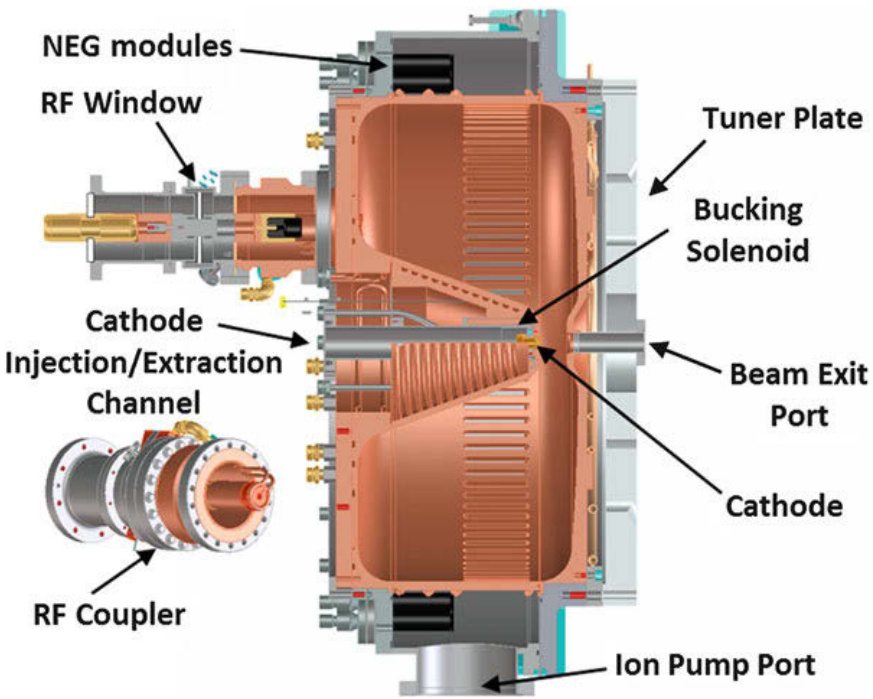 NEG modules
RF Window
Tuner Plate
Bucking
Solenoid
Cathode
Injection/Extraction
Channel
Beam Exit
Port
Cathode
RF Coupler
Ion Pump Port